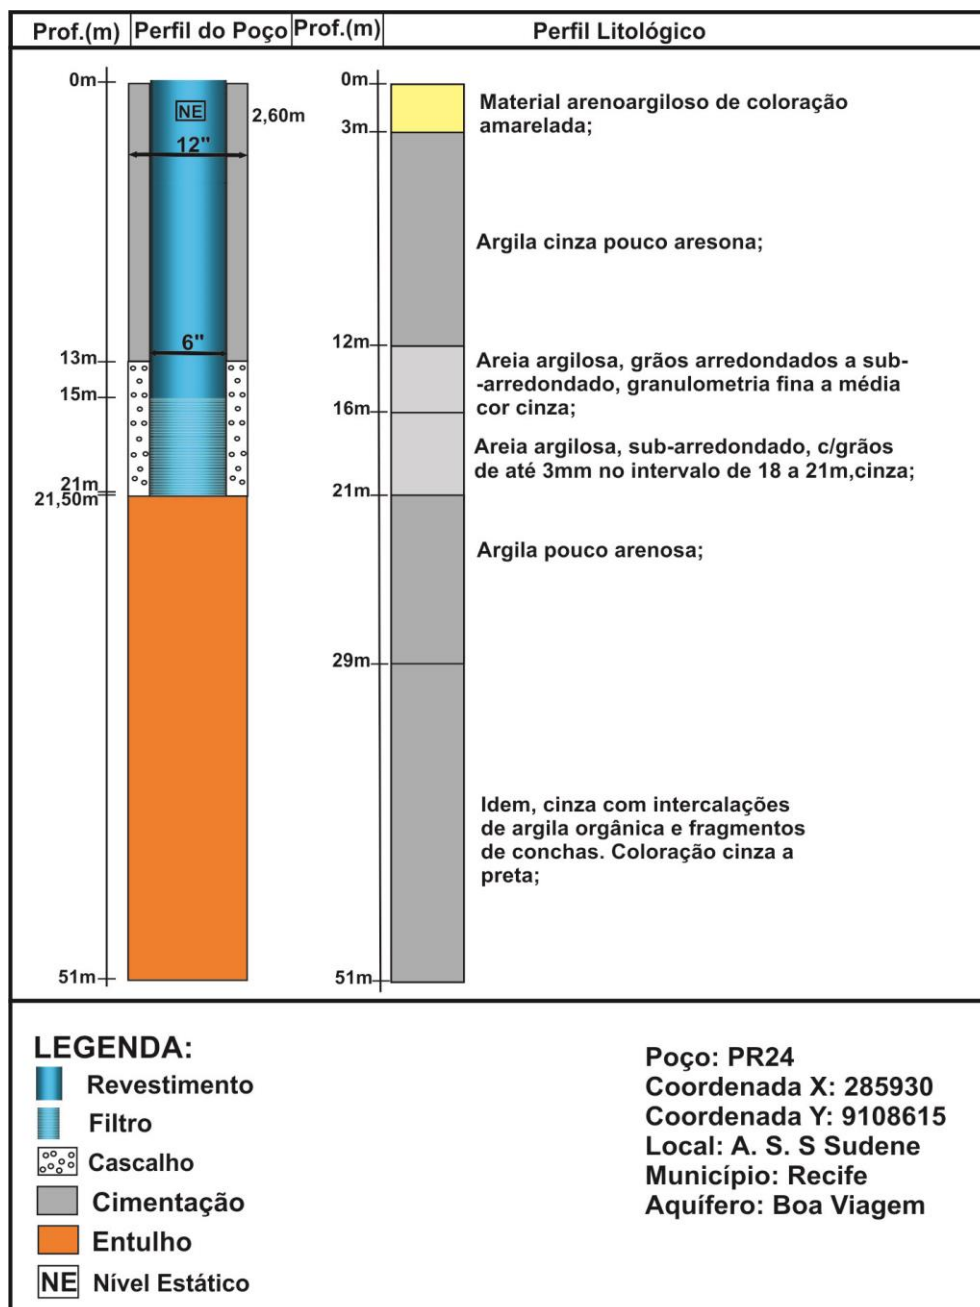 Prof.(m) Perfil do Poço Prof.(m) Perfil Litológico
0m
NE
2,60m
12"
6"
13m
15m
21m
21,50m
51m
0m
3m
12m
16m
21m
29m
51m
Material arenoargiloso de coloração
amarelada;
Argila cinza pouco aresona;
Areia argilosa, grãos arredondados a sub-
-arredondado, granulometria fina a média
cor cinza;
Areia argilosa, sub-arredondado, c/grãos
de até 3mm no intervalo de 18 a 21m,cinza;
Argila pouco arenosa;
Idem, cinza com intercalações
de argila orgânica e fragmentos
de conchas. Coloração cinza a
preta;
LEGENDA:
Revestimento
Filtro
Cascalho
Cimentação
Entulho
NE Nível Estático
Poço: PR24
Coordenada X: 285930
Coordenada Y: 9108615
Local: A. S. S Sudene
Município: Recife
Aquífero: Boa Viagem